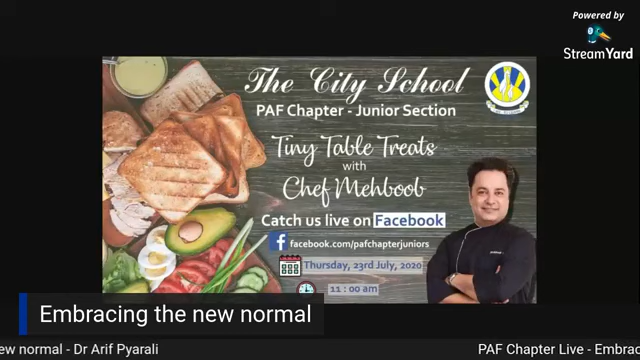 Powered by
StreamYard
The City School
PAF Chapter - Junior Section
Tiny Table Treats
with
Chef Mehboob
Catch us live on Facebook
facebook.com/pafchapterjuniors
Thursday, 23rd July, 2020
11 : 00 am
Embracing the new normal
ew normal - Dr Arif Pyarali
PAF Chapter Live - Embrac